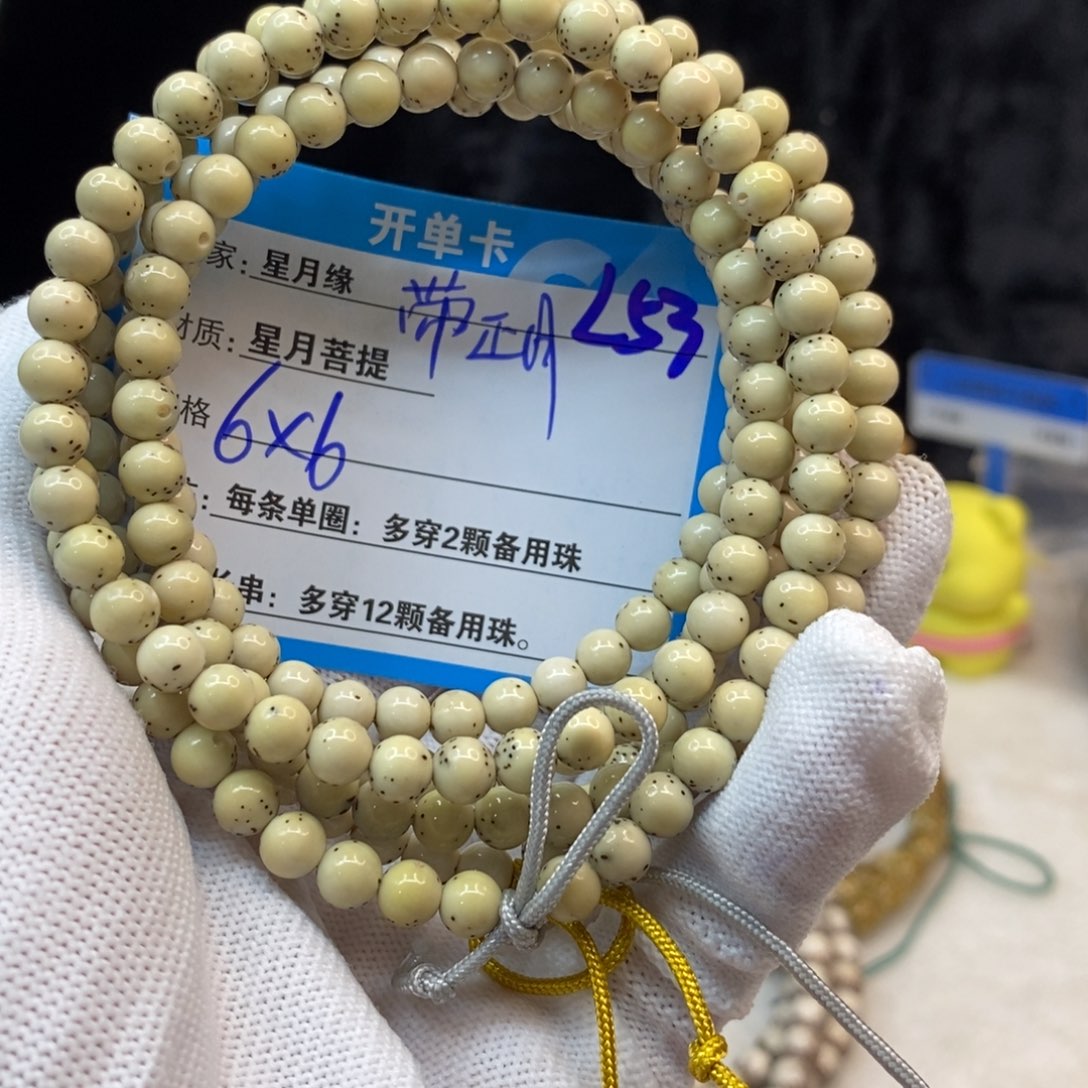 开单卡
家：星月缘
带正月 L53
材质：星月菩提
格 6×6
：每条单圈：多穿2颗备用珠
长串：多穿12颗备用珠。